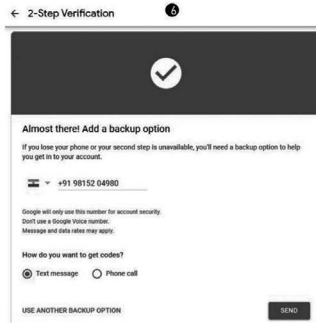 ← 2-Step Verification
6
Almost there! Add a backup option
If you lose your phone or your second step is unavailable, you'll need a backup option to help
you get in to your account.
+91 98152 04980
Google will only use this number for account security.
Don't use a Google Voice number.
Message and data rates may apply.
How do you want to get codes?
Text message Phone call
USE ANOTHER BACKUP OPTION SEND